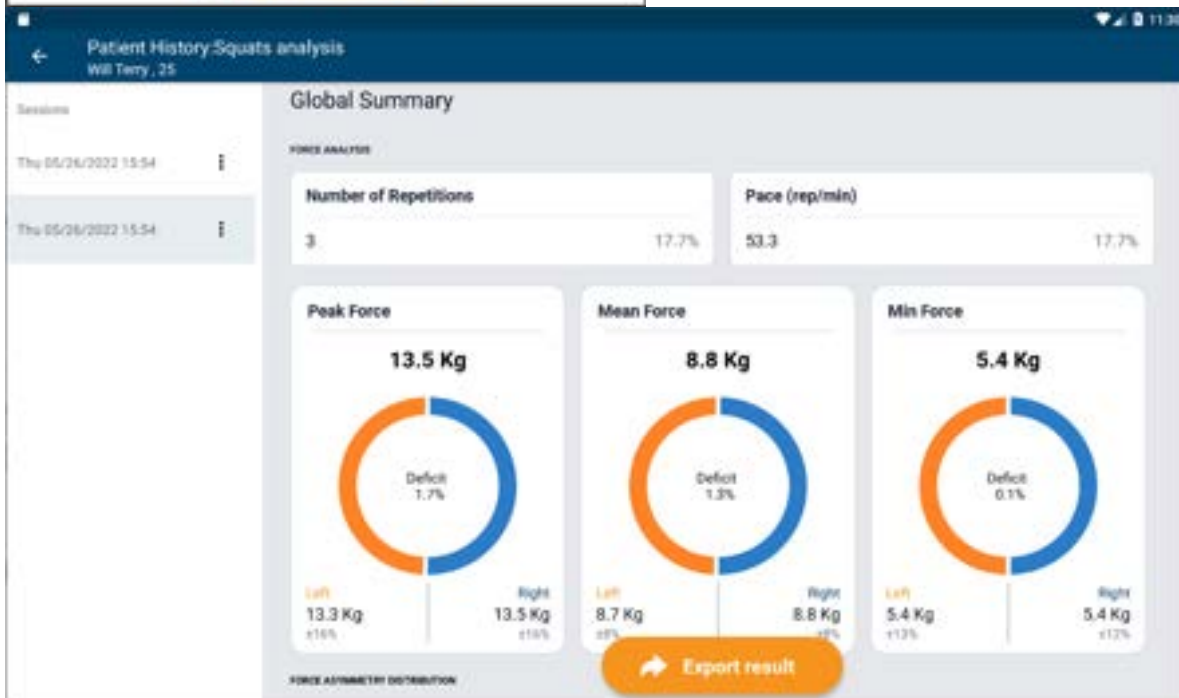 11:30
Patient History:Squats analysis
Will Terry , 25
Sessions
Thu 05/26/2022 15:54
Thu 05/26/2022 15:54
Global Summary
FORCE ANALYSIS
Number of Repetitions
3
17.7%
Pace (rep/min)
53.3
17.7%
Peak Force
13.5 Kg
Deficit
1.7%
Left
Right
13.3 Kg
13.5 Kg
±16%
±16%
Mean Force
8.8 Kg
Deficit
1.3%
Left
Right
8.7 Kg
8.8 Kg
±8%
±8%
Min Force
5.4 Kg
Deficit
0.1%
Left
Right
5.4 Kg
5.4 Kg
±13%
±12%
Export result
FORCE ASYMMETRY DISTRIBUTION